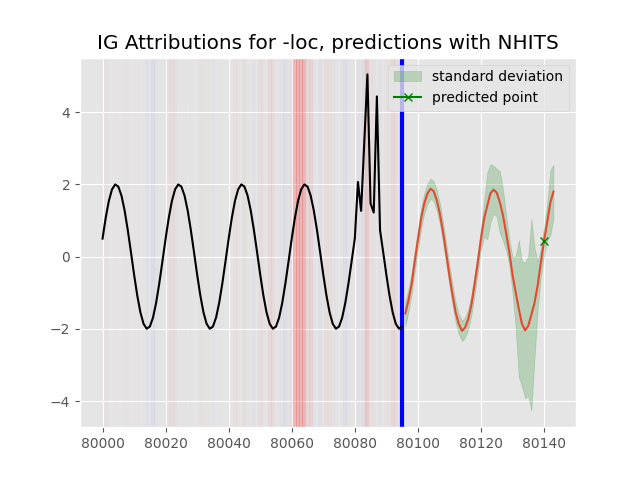 IG Attributions for -loc, predictions with NHITS
standard deviation
predicted point
4
2
0
−2
−4
80000 80020 80040 80060 80080 80100 80120 80140